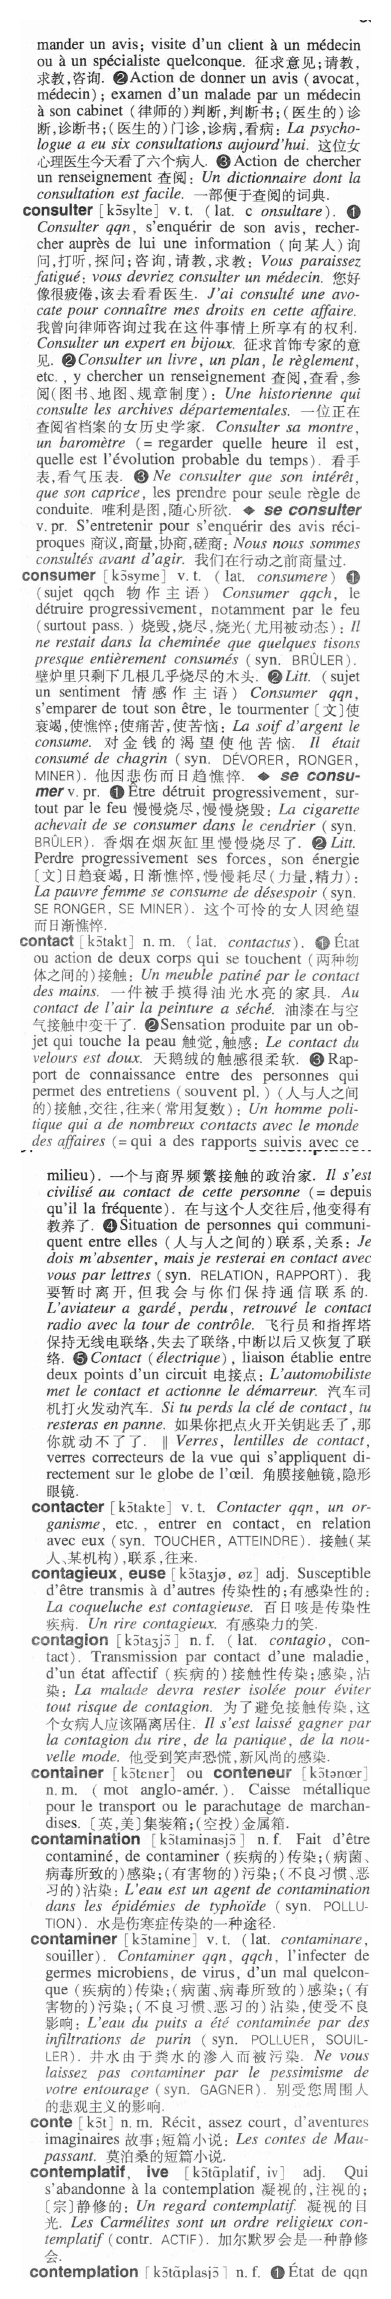 mander un avis; visite d'un client à un médecin
ou à un spécialiste quelconque. 征求意见;请教,
求教,咨询. ❷Action de donner un avis (avocat,
médecin); examen d'un malade par un médecin
à son cabinet (律师的)判断,判断书;(医生的)诊
断,诊断书;(医生的)门诊,诊病,看病: La psycho-
logue a eu six consultations aujourd'hui. 这位女
心理医生今天看了六个病人. ❸Action de chercher
un renseignement 查阅: Un dictionnaire dont la
consultation est facile. 一部便于查阅的词典.
consulter [kɔ̃sylte] v. t. (lat. c onsultare). ❶
Consulter qqn, s'enquérir de son avis, recher-
cher auprès de lui une information (向某人)询
问,打听,探问;咨询,请教,求教: Vous paraissez
fatigué: vous devriez consulter un médecin. 您好
像很疲倦,该去看看医生. J'ai consulté une avo-
cate pour connaître mes droits en cette affaire.
我曾向律师咨询过我在这件事情上所享有的权利.
Consulter un expert en bijoux. 征求首饰专家的意
见. ❷Consulter un livre, un plan, le règlement,
etc., y chercher un renseignement 查阅,查看,参
阅(图书、地图、规章制度): Une historienne qui
consulte les archives départementales. 一位正在
查阅省档案的女历史学家. Consulter sa montre,
un baromètre (= regarder quelle heure il est,
quelle est l'évolution probable du temps). 看手
表,看气压表. ❸Ne consulter que son intérêt,
que son caprice, les prendre pour seule règle de
conduite. 唯利是图,随心所欲. ◆ se consulter
v. pr. S'entretenir pour s'enquérir des avis réci-
proques 商议,商量,协商,磋商: Nous nous sommes
consultés avant d'agir. 我们在行动之前商量过.
consumer [kɔ̃syme] v. t. (lat. consumere) ❶
(sujet qqch 物作主语) Consumer qqch, le
détruire progressivement, notamment par le feu
(surtout pass.) 烧毁,烧尽,烧光(尤用被动态): Il
ne restait dans la cheminée que quelques tisons
presque entièrement consumés (syn. BRÛLER).
壁炉里只剩下几根几乎烧尽的木头. ❷Litt. (sujet
un sentiment 情感作主语) Consumer qqn,
s'emparer de tout son être, le tourmenter [文]使
衰竭,使憔悴;使痛苦,使苦恼: La soif d'argent le
consume. 对金钱的渴望使他苦恼. Il était
consumé de chagrin (syn. DÉVORER, RONGER,
MINER). 他因悲伤而日趋憔悴. ◆ se consu-
mer v. pr. ❶Être détruit progressivement, sur-
tout par le feu 慢慢烧尽,慢慢烧毁: La cigarette
achevait de se consumer dans le cendrier (syn.
BRÛLER). 香烟在烟灰缸里慢慢烧尽了. ❷Litt.
Perdre progressivement ses forces, son énergie
[文]日趋衰竭,日渐憔悴,慢慢耗尽(力量,精力):
La pauvre femme se consume de désespoir (syn.
SE RONGER, SE MINER). 这个可怜的女人因绝望
而日渐憔悴.
contact [kɔ̃takt] n. m. (lat. contactus). ❶État
ou action de deux corps qui se touchent (两种物
体之间的)接触: Un meuble patiné par le contact
des mains. 一件被手摸得油光水亮的家具. Au
contact de l'air la peinture a séché. 油漆在与空
气接触中变干了. ❷Sensation produite par un ob-
jet qui touche la peau 触觉,触感: Le contact du
velours est doux. 天鹅绒的触感很柔软. ❸Rap-
port de connaissance entre des personnes qui
permet des entretiens (souvent pl.) (人与人之间
的)接触,交往,往来(常用复数): Un homme poli-
tique qui a de nombreux contacts avec le monde
des affaires (= qui a des rapports suivis avec ce
milieu). 一个与商界频繁接触的政治家. Il s'est
civilisé au contact de cette personne (= depuis
qu'il la fréquente). 在与这个人交往后,他变得有
教养了. ❹Situation de personnes qui communi-
quent entre elles (人与人之间的)联系,关系: Je
dois m'absenter, mais je resterai en contact avec
vous par lettres (syn. RELATION, RAPPORT). 我
要暂时离开,但我会与你们保持通信联系的.
L'aviateur a gardé, perdu, retrouvé le contact
radio avec la tour de contrôle. 飞行员和指挥塔
保持无线电联络,失去了联络,中断以后又恢复了联
络. ❺Contact (électrique), liaison établie entre
deux points d'un circuit 电接点: L'automobiliste
met le contact et actionne le démarreur. 汽车司
机打火发动汽车. Si tu perds la clé de contact, tu
resteras en panne. 如果你把点火开关钥匙丢了,那
你就动不了了. ‖ Verres, lentilles de contact,
verres correcteurs de la vue qui s'appliquent di-
rectement sur le globe de l'œil. 角膜接触镜,隐形
眼镜.
contacter [kɔ̃takte] v. t. Contacter qqn, un or-
ganisme, etc., entrer en contact, en relation
avec eux (syn. TOUCHER, ATTEINDRE). 接触(某
人、某机构),联系,往来.
contagieux, euse [kɔ̃taʒjø, øz] adj. Susceptible
d'être transmis à d'autres 传染性的;有感染性的:
La coqueluche est contagieuse. 百日咳是传染性
疾病. Un rire contagieux. 有感染力的笑.
contagion [kɔ̃taʒjɔ̃] n. f. (lat. contagio, con-
tact). Transmission par contact d'une maladie,
d'un état affectif (疾病的)接触性传染;感染,沾
染: La malade devra rester isolée pour éviter
tout risque de contagion. 为了避免接触传染,这
个女病人应该隔离居住. Il s'est laissé gagner par
la contagion du rire, de la panique, de la nou-
velle mode. 他受到笑声恐慌,新风尚的感染.
container [kɔ̃tenɛr] ou conteneur [kɔ̃tənœr]
n. m. (mot anglo-amér.). Caisse métallique
pour le transport ou le parachutage de marchan-
dises. [英,美]集装箱;(空投)金属箱.
contamination [kɔ̃taminasjɔ̃] n. f. Fait d'être
contaminé, de contaminer (疾病的)传染;(病菌、
病毒所致的)感染;(有害物的)污染;(不良习惯、恶
习的)沾染: L'eau est un agent de contamination
dans les épidémies de typhoïde (syn. POLLU-
TION). 水是伤寒症传染的一种途径.
contaminer [kɔ̃tamine] v. t. (lat. contaminare,
souiller). Contaminer qqn, qqch, l'infecter de
germes microbiens, de virus, d'un mal quelcon-
que (疾病的)传染;(病菌、病毒所致的)感染;(有
害物的)污染;(不良习惯、恶习的)沾染,使受不良
影响: L'eau du puits a été contaminée par des
infiltrations de purin (syn. POLLUER, SOUIL-
LER). 井水由于粪水的渗入而被污染. Ne vous
laissez pas contaminer par le pessimisme de
votre entourage (syn. GAGNER). 别受您周围人
的悲观主义的影响.
conte [kɔ̃t] n. m. Récit, assez court, d'aventures
imaginaires 故事;短篇小说: Les contes de Mau-
passant. 莫泊桑的短篇小说.
contemplatif, ive [kɔ̃tɑ̃platif, iv] adj. Qui
s'abandonne à la contemplation 凝视的,注视的;
[宗]静修的: Un regard contemplatif. 凝视的目
光. Les Carmélites sont un ordre religieux con-
templatif (contr. ACTIF). 加尔默罗会是一种静修
会.
contemplation [kɔ̃tɑ̃plasjɔ̃] n. f. ❶État de qqn